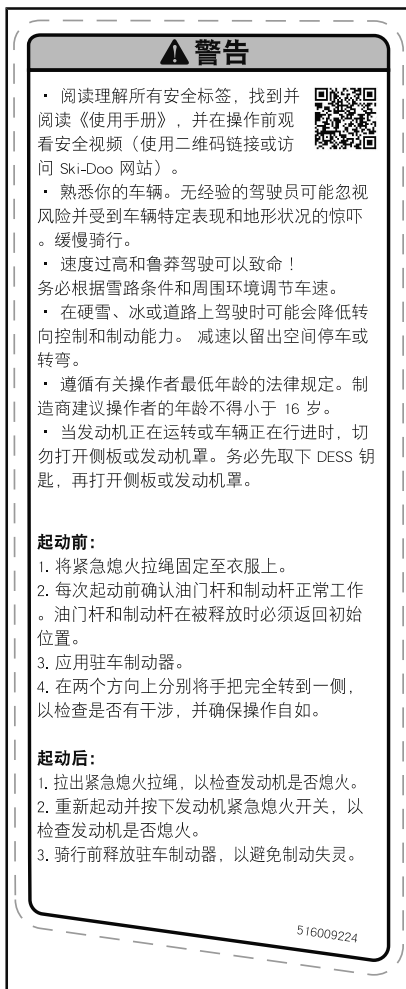 警告
· 阅读理解所有安全标签，找到并
阅读《使用手册》，并在操作前观
看安全视频（使用二维码链接或访
问 Ski-Doo 网站）。
· 熟悉你的车辆。无经验的驾驶员可能忽视
风险并受到车辆特定表现和地形状况的惊吓
。缓慢骑行。
· 速度过高和鲁莽驾驶可以致命！
务必根据雪路条件和周围环境调节车速。
· 在硬雪、冰或道路上驾驶时可能会降低转
向控制和制动能力。 减速以留出空间停车或
转弯。
· 遵循有关操作者最低年龄的法律规定。制
造商建议操作者的年龄不得小于 16 岁。
· 当发动机正在运转或车辆正在行进时，切
勿打开侧板或发动机罩。务必先取下 DESS 钥
匙，再打开侧板或发动机罩。
起动前：
1. 将紧急熄火拉绳固定至衣服上。
2. 每次起动前确认油门杆和制动杆正常工作
。油门杆和制动杆在被释放时必须返回初始
位置。
3. 应用驻车制动器。
4. 在两个方向上分别将手把完全转到一侧，
以检查是否有干涉，并确保操作自如。
起动后：
1. 拉出紧急熄火拉绳，以检查发动机是否熄火。
2. 重新起动并按下发动机紧急熄火开关，以
检查发动机是否熄火。
3. 骑行前释放驻车制动器，以避免制动失灵。
516009224